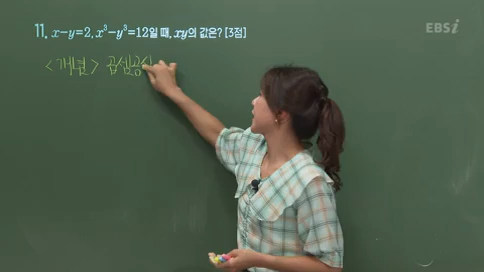 EBSi
11. x-y=2, x³-y³=12일 때, xy의 값은? [3점]
<개념> 곱셈공식